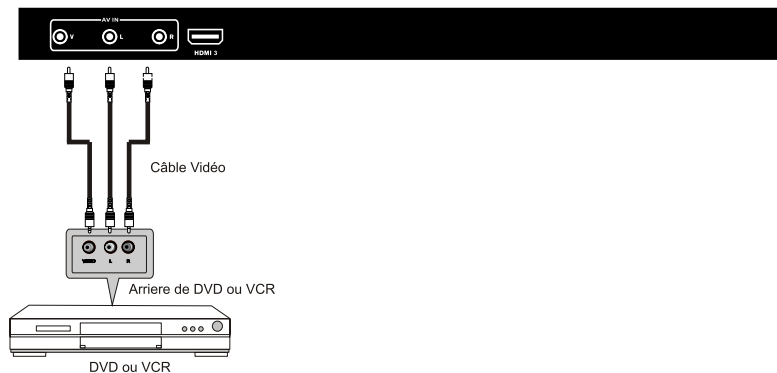 AV IN
V L R
HDMI 3
Câble Vidéo
VIDEO L R
Arriere de DVD ou VCR
DVD ou VCR